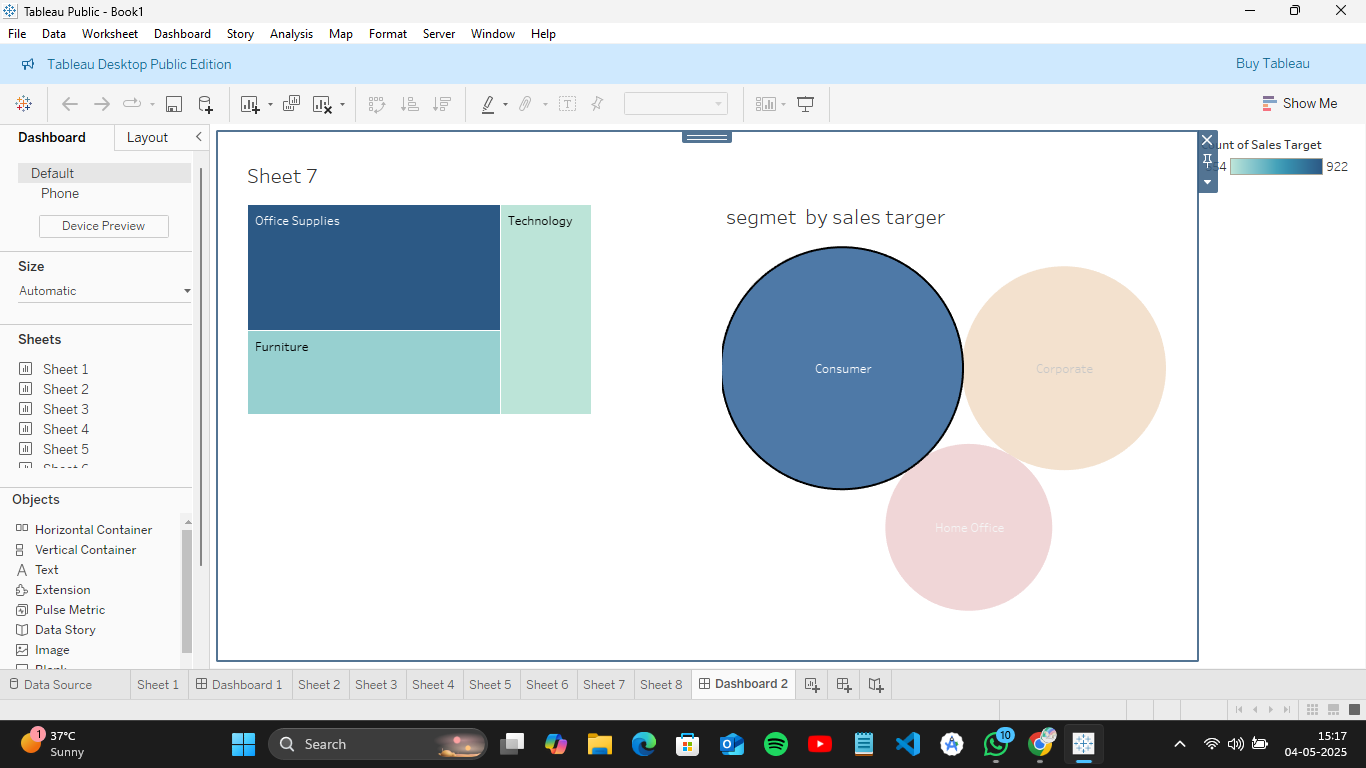 Tableau Public - Book1
File Data Worksheet Dashboard Story Analysis Map Format Server Window Help
Tableau Desktop Public Edition
Buy Tableau
Show Me
Dashboard Layout
Default
Phone
Device Preview
Size
Automatic
Sheets
Sheet 1
Sheet 2
Sheet 3
Sheet 4
Sheet 5
Sheet 6
Objects
Horizontal Container
Vertical Container
Text
Extension
Pulse Metric
Data Story
Image
Blank
Sheet 7
Office Supplies
Technology
Furniture
segmet by sales targer
Consumer
Corporate
Home Office
of Sales Target
922
Data Source Sheet 1 Dashboard 1 Sheet 2 Sheet 3 Sheet 4 Sheet 5 Sheet 6 Sheet 7 Sheet 8 Dashboard 2
1
37°C
Sunny
Search
10
15:17
04-05-2025